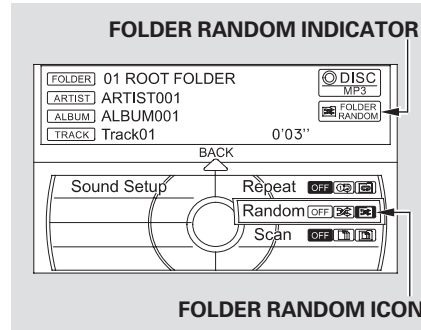 FOLDER RANDOM INDICATOR
FOLDER 01 ROOT FOLDER
DISC
MP3
ARTIST ARTIST001
FOLDER
RANDOM
ALBUM ALBUM001
TRACK Track01 0'03''
BACK
Sound Setup Repeat OFF
Random OFF
Scan OFF
FOLDER RANDOM ICON